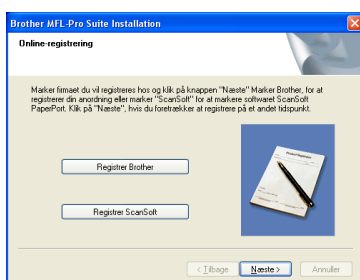 Brother MFL-Pro Suite Installation
Online-registrering
Marker firmaet du vil registreres hos og klik på knappen "Næste" Marker Brother, for at
registrere din anordning eller marker "ScanSoft" for at markere softwaret ScanSoft
PaperPort. Klik på "Næste", hvis du foretrækker at registrere på et andet tidspunkt.
Registrer Brother
Registrer ScanSoft
< Tilbage
Næste >
Annuller